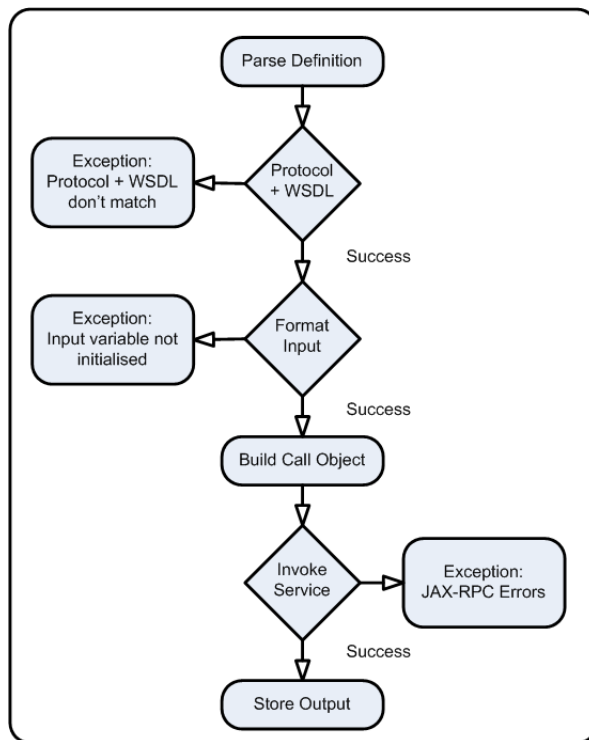 Parse Definition
Exception:
Protocol + WSDL
don't match
Protocol
+ WSDL
Success
Exception:
Input variable not
initialised
Format
Input
Success
Build Call Object
Invoke
Service
Exception:
JAX-RPC Errors
Success
Store Output